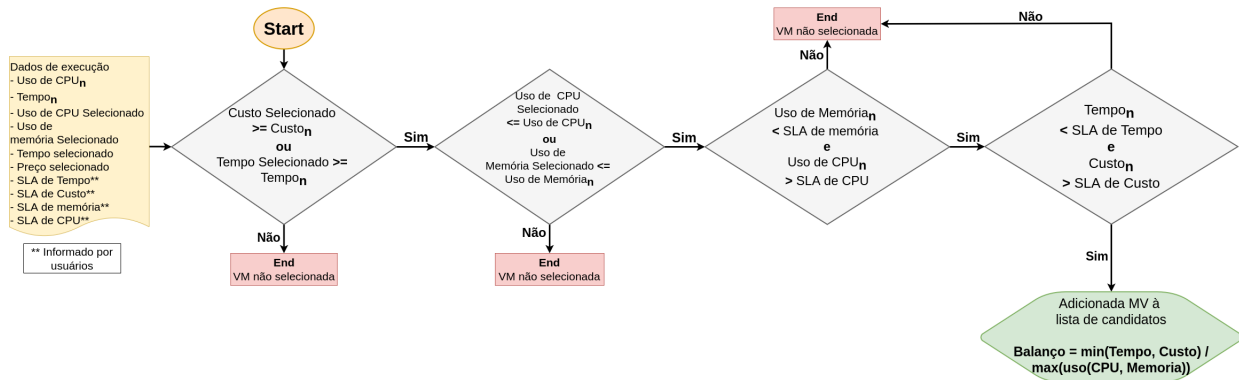 Start
Dados de execução
- Uso de CPUn
- Tempon
- Uso de CPU Selecionado
- Uso de
memória Selecionado
- Tempo selecionado
- Preço selecionado
- SLA de Tempo**
- SLA de Custo**
- SLA de memória**
- SLA de CPU**
** Informado por
usuários
Custo Selecionado
>= Custon
ou
Tempo Selecionado >=
Tempon
Sim
Não
End
VM não selecionada
Uso de CPU
Selecionado
<= Uso de CPUn
ou
Uso de
Memória Selecionado <=
Uso de Memórian
Sim
Não
End
VM não selecionada
Uso de Memórian
< SLA de memória
e
Uso de CPUn
> SLA de CPU
Sim
Não
End
VM não selecionada
Tempon
< SLA de Tempo
e
Custon
> SLA de Custo
Não
Sim
Adicionada MV à
lista de candidatos
Balanço = min(Tempo, Custo) /
max(uso(CPU, Memoria))